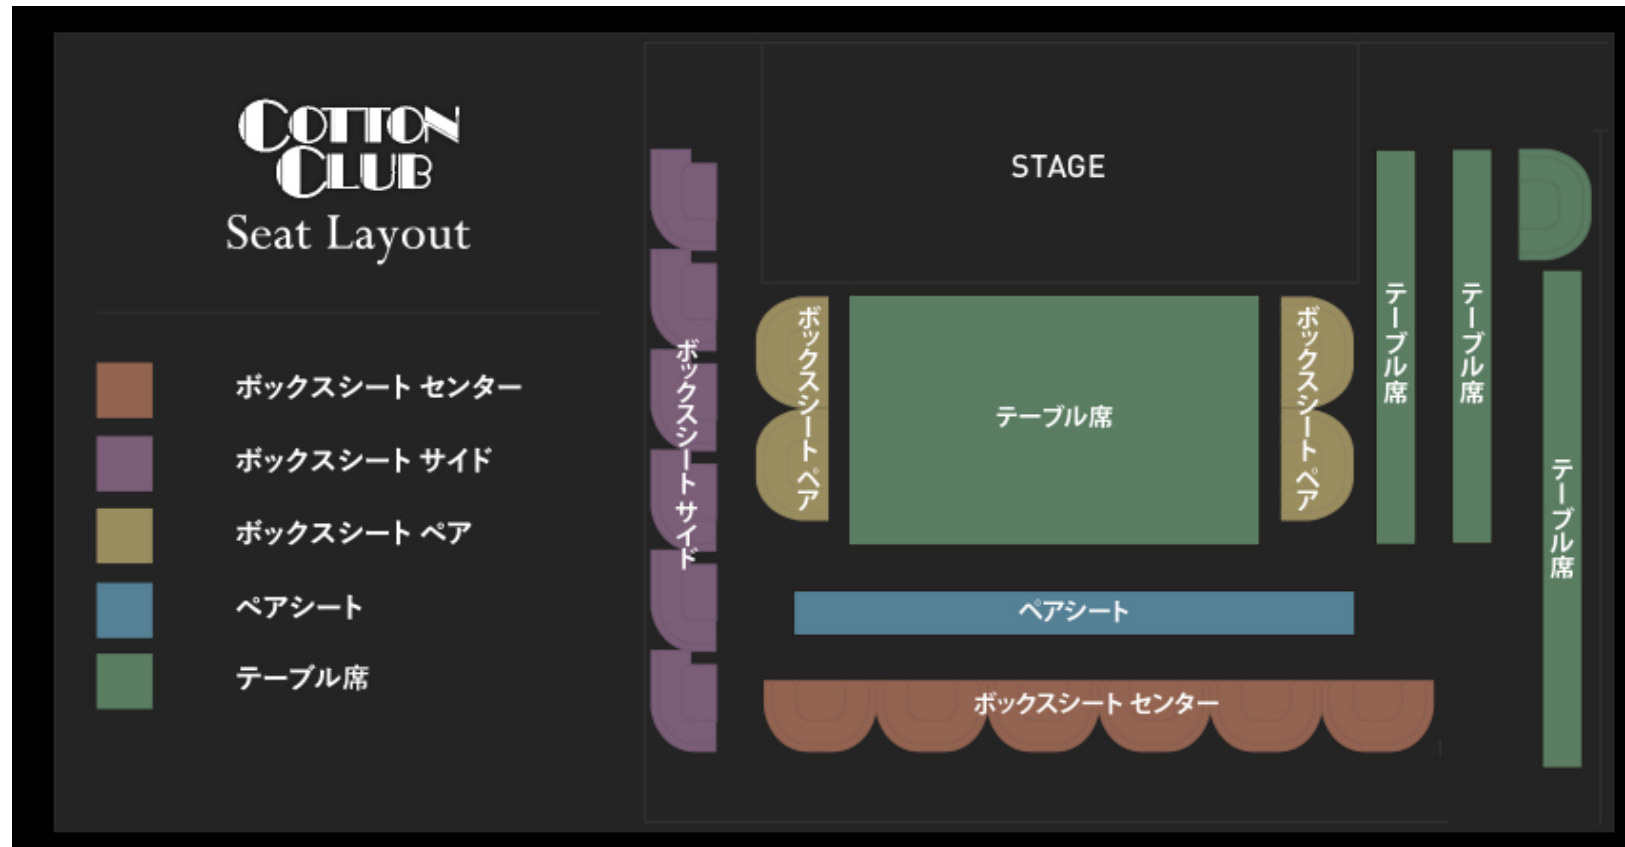 COTTON
CLUB
Seat Layout
ボックスシート センター
ボックスシート サイド
ボックスシート ペア
ペアシート
テーブル席
STAGE
ボックスシート サイド
ボックスシート ペア
テーブル席
ボックスシート ペア
テーブル席
テーブル席
テーブル席
ペアシート
ボックスシート センター